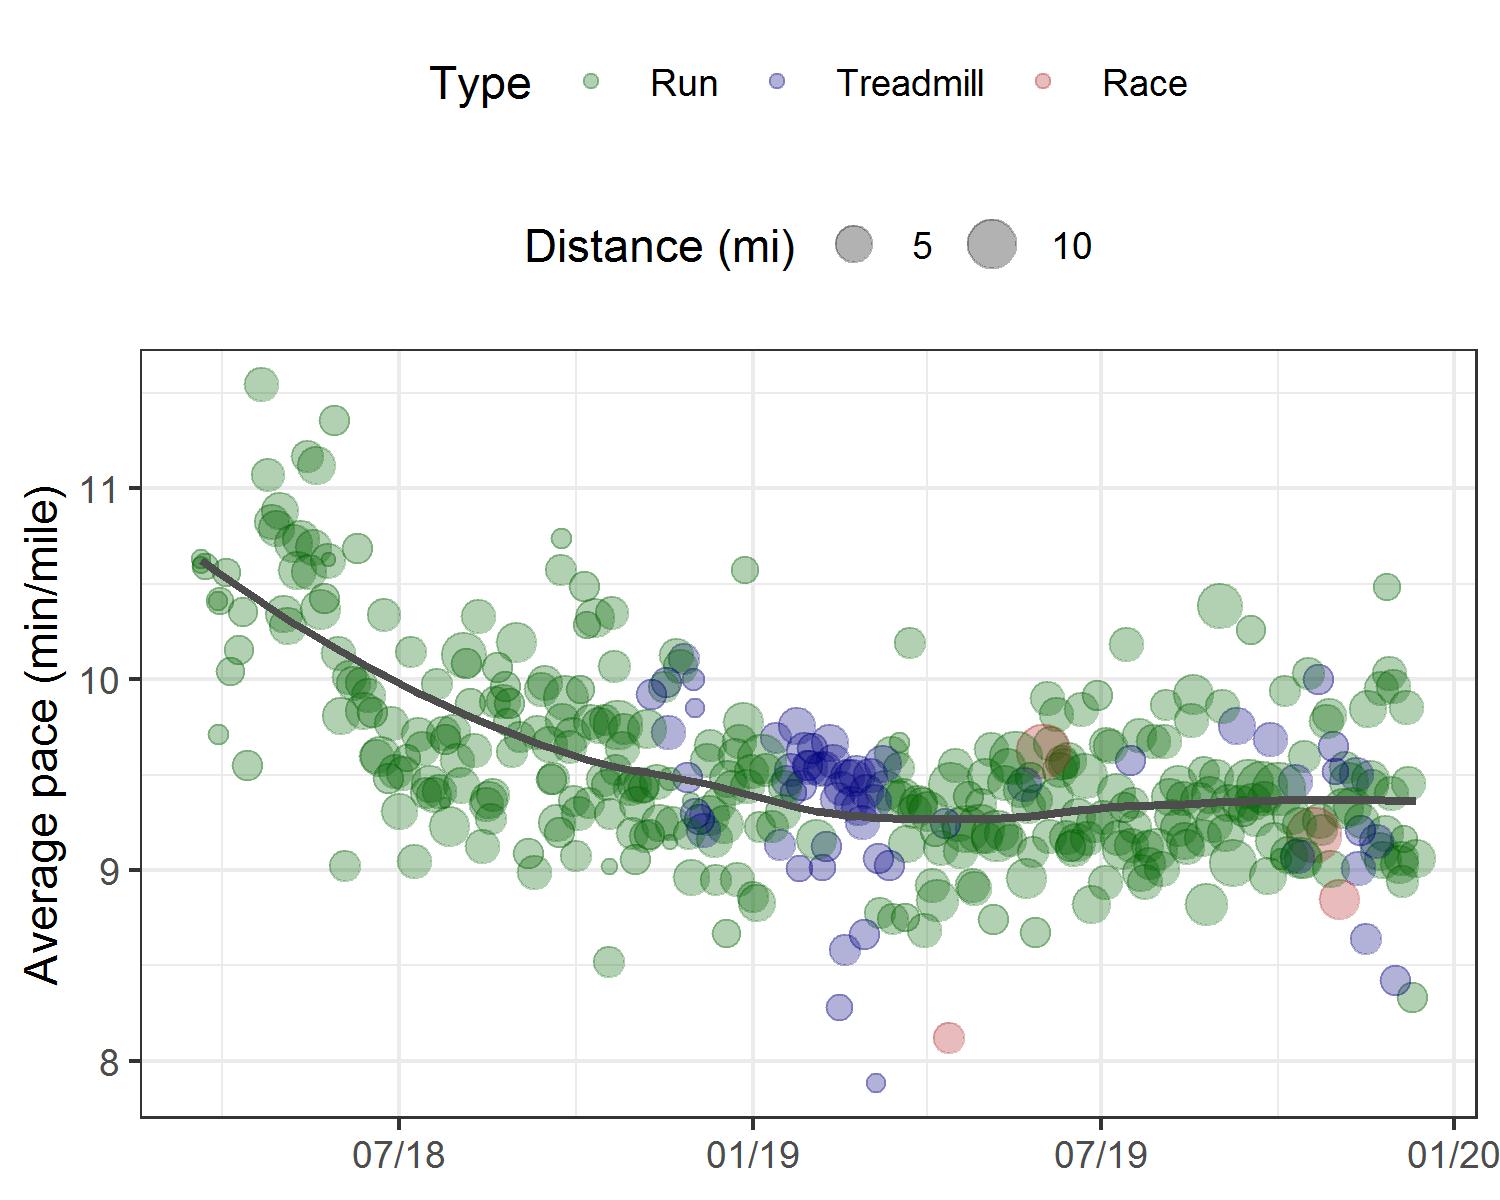 Type Run Treadmill Race
Distance (mi) 5 10
Average pace (min/mile)
11
10
9
8
07/18 01/19 07/19 01/20